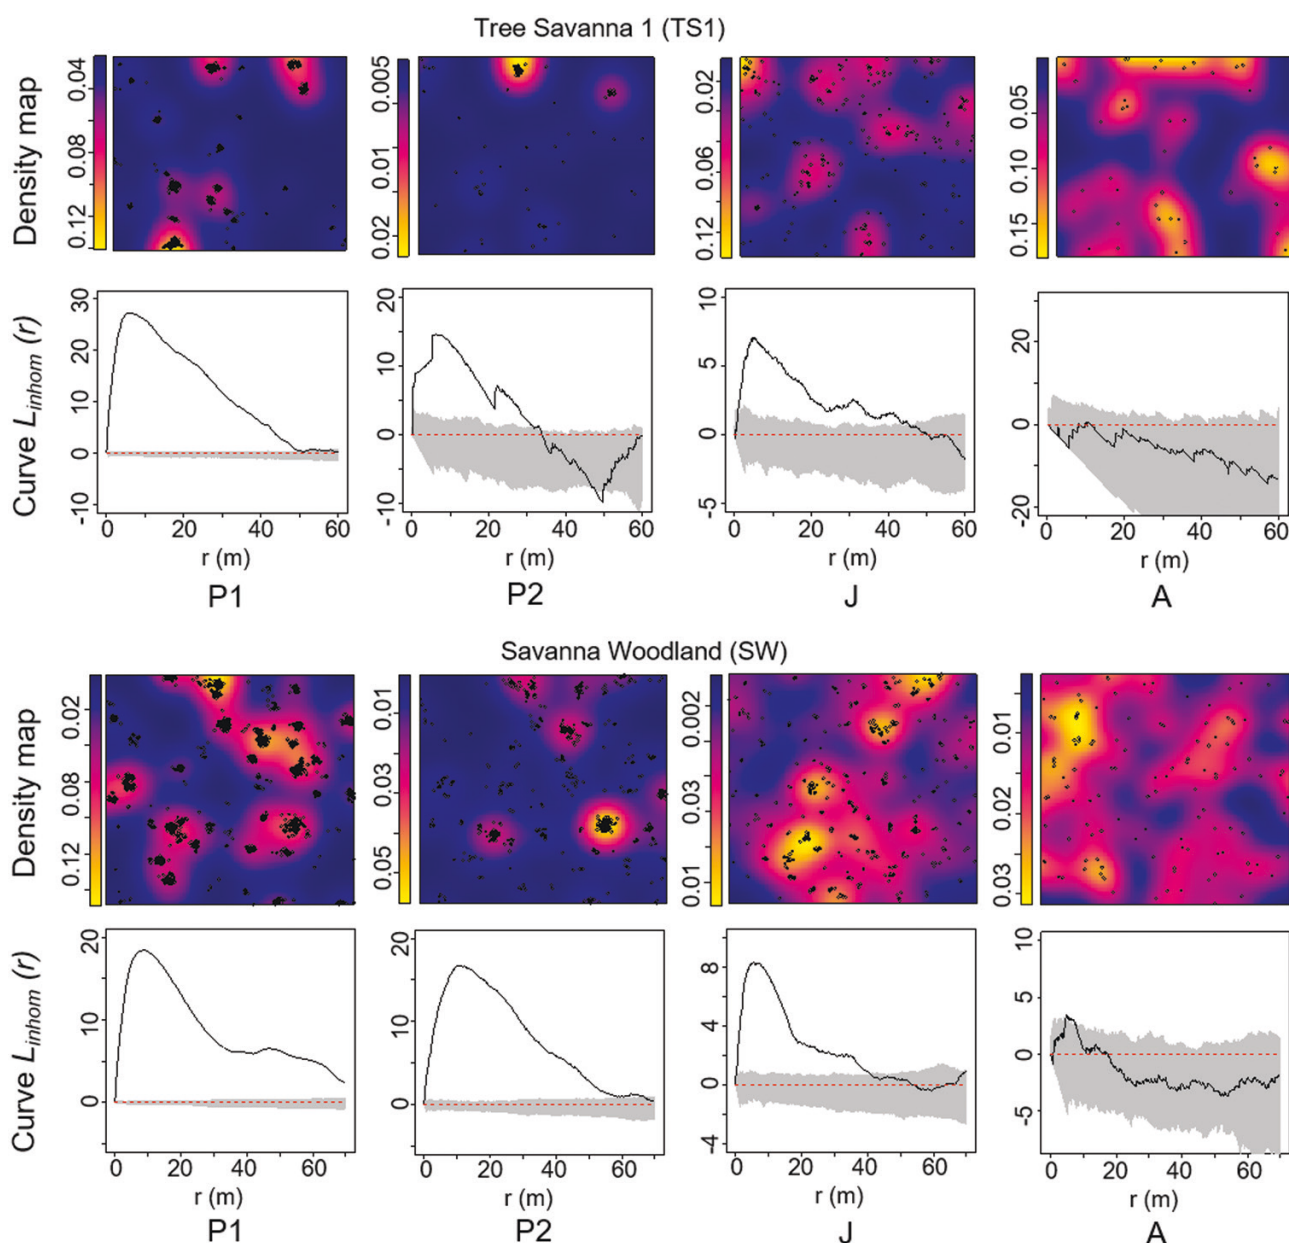 Tree Savanna 1 (TS1)
Density map
0.04 0.08 0.12
0.005 0.01 0.02
0.02 0.06 0.12
0.05 0.10 0.15
Curve Linhom (r)
30 20 10 0 -10
20 10 0 -10
10 5 0 -5
20 0 -20
0 20 40 60
0 20 40 60
0 20 40 60
0 20 40 60
r (m) r (m) r (m) r (m)
P1 P2 J A
Savanna Woodland (SW)
Density map
0.02 0.08 0.12
0.01 0.03 0.05
0.002 0.03 0.01
0.01 0.02 0.03
Curve Linhom (r)
20 10 0
20 10 0
8 4 0 -4
10 5 0 -5
0 20 40 60
0 20 40 60
0 20 40 60
0 20 40 60
r (m) r (m) r (m) r (m)
P1 P2 J A